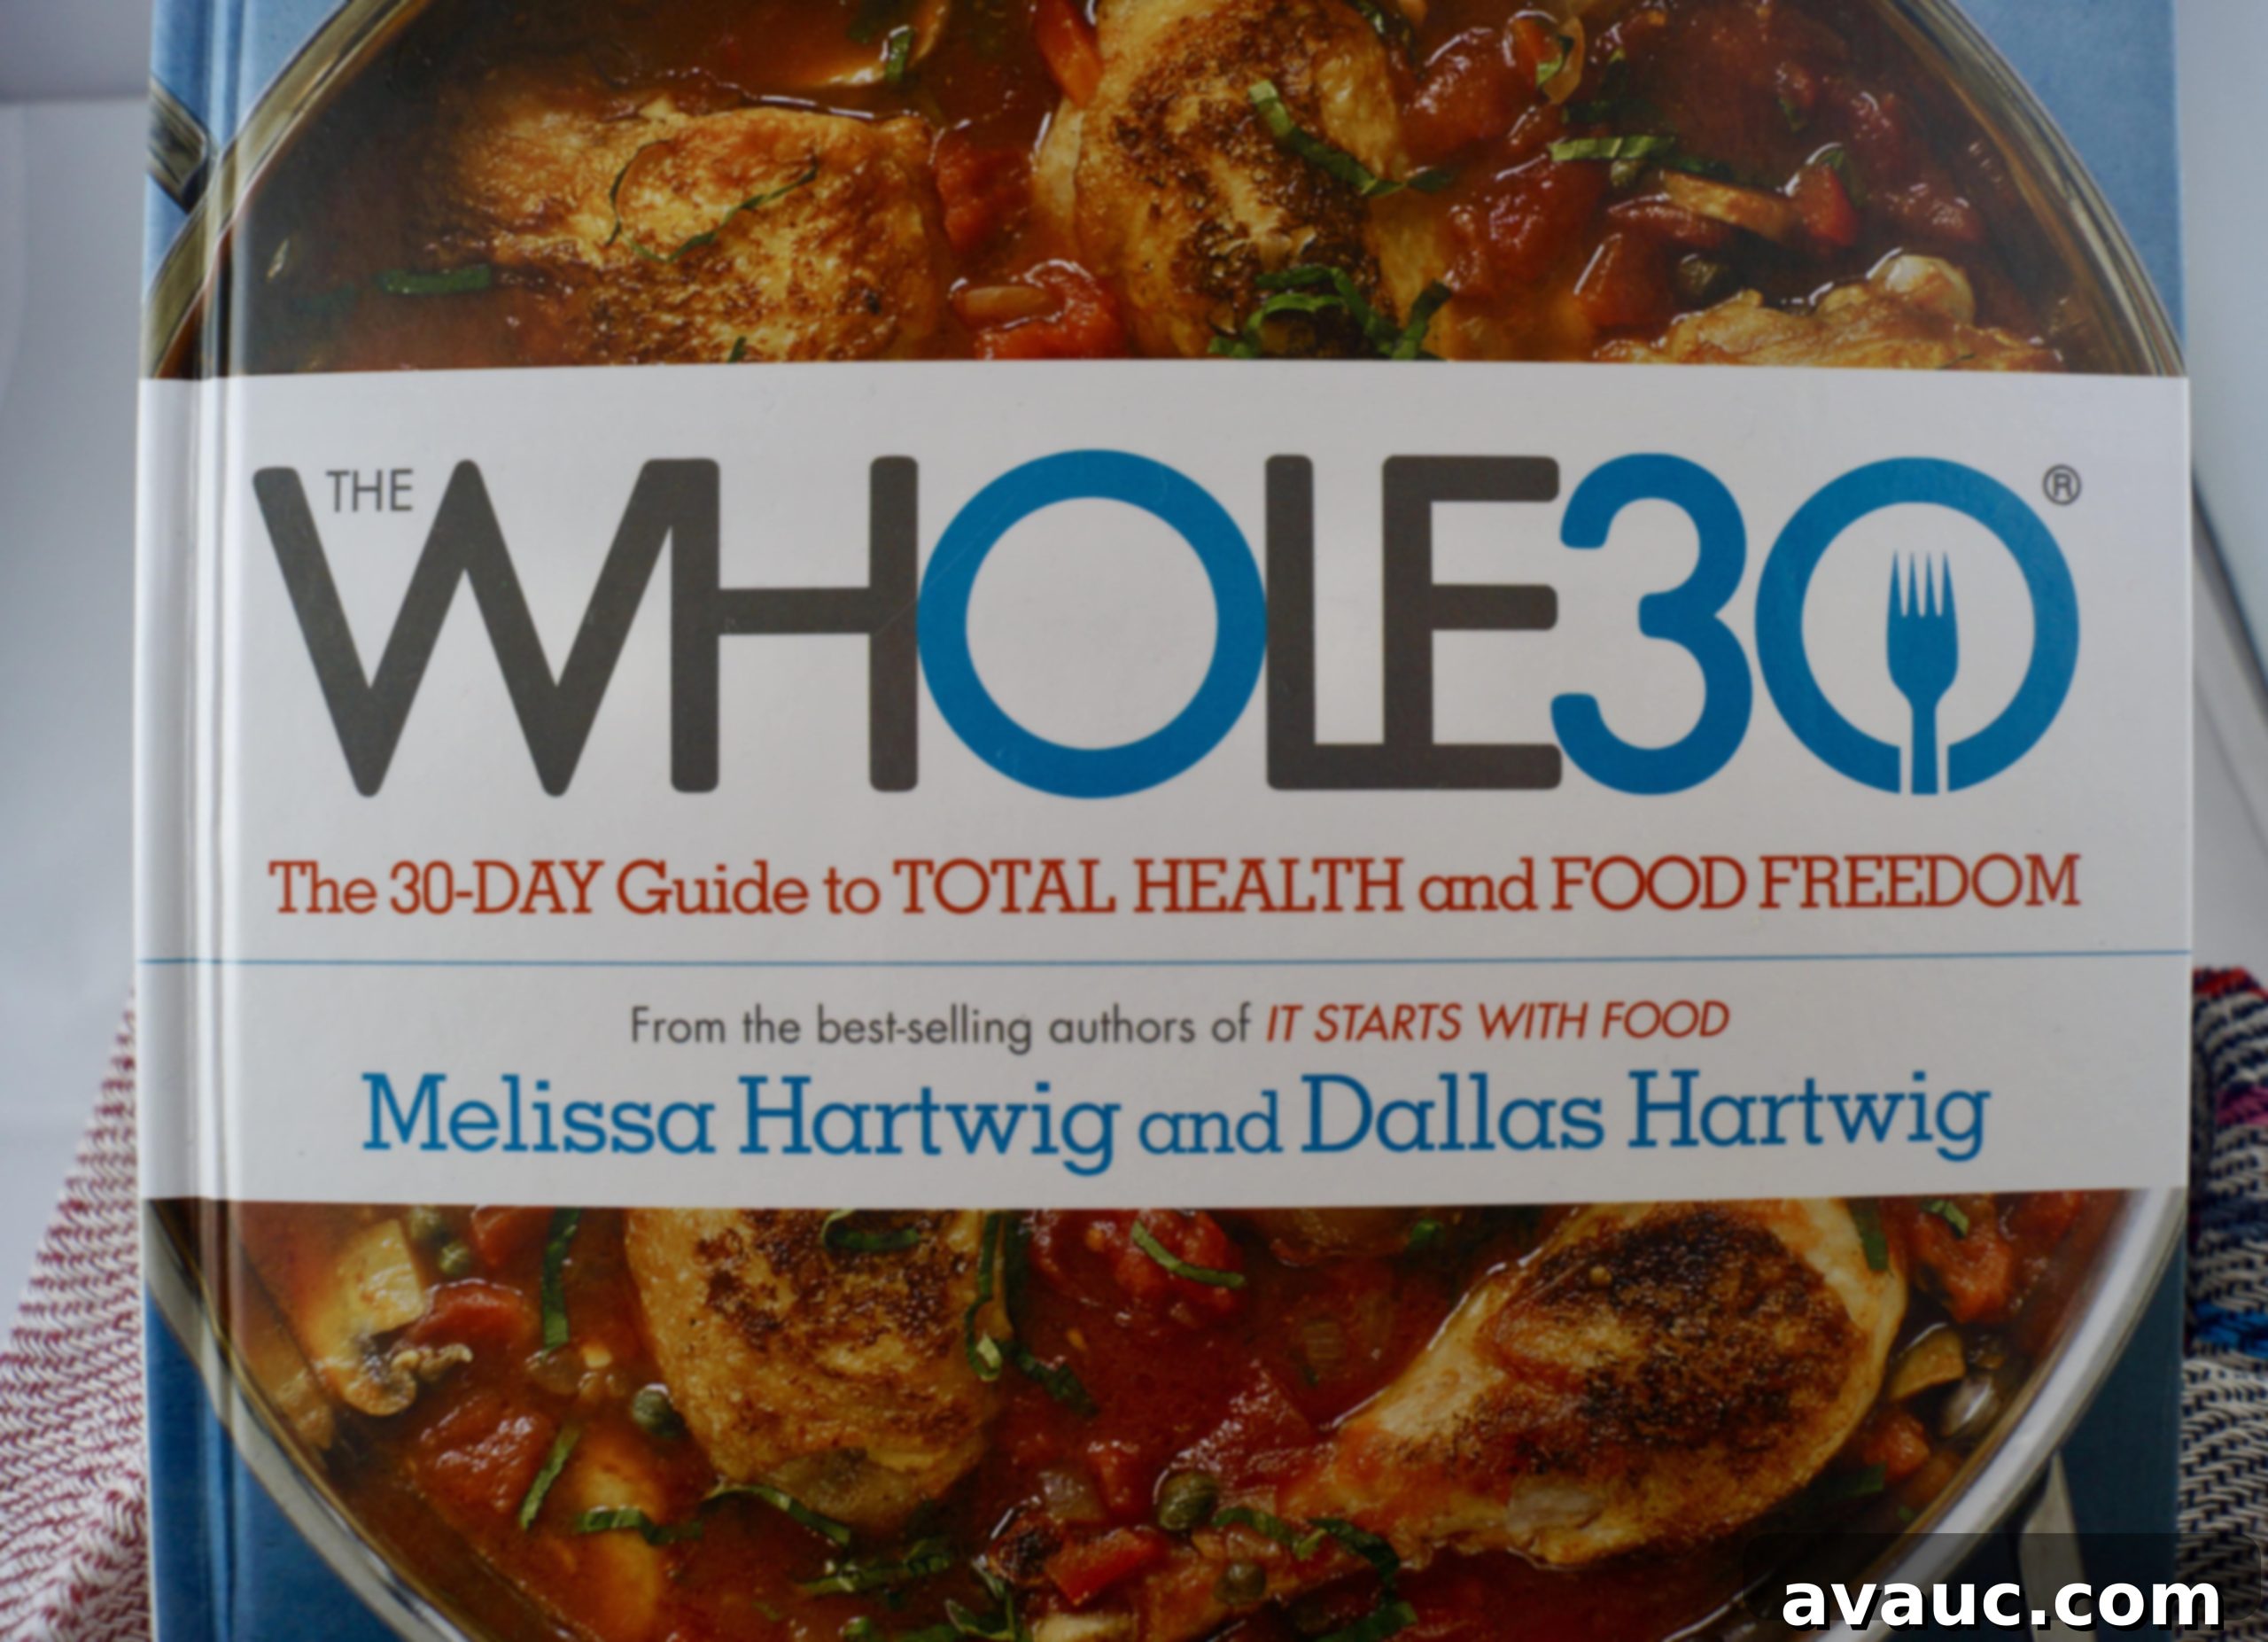 THE
WHOLE30®
The 30-DAY Guide to TOTAL HEALTH and FOOD FREEDOM
From the best-selling authors of IT STARTS WITH FOOD
Melissa Hartwig and Dallas Hartwig
avauc.com